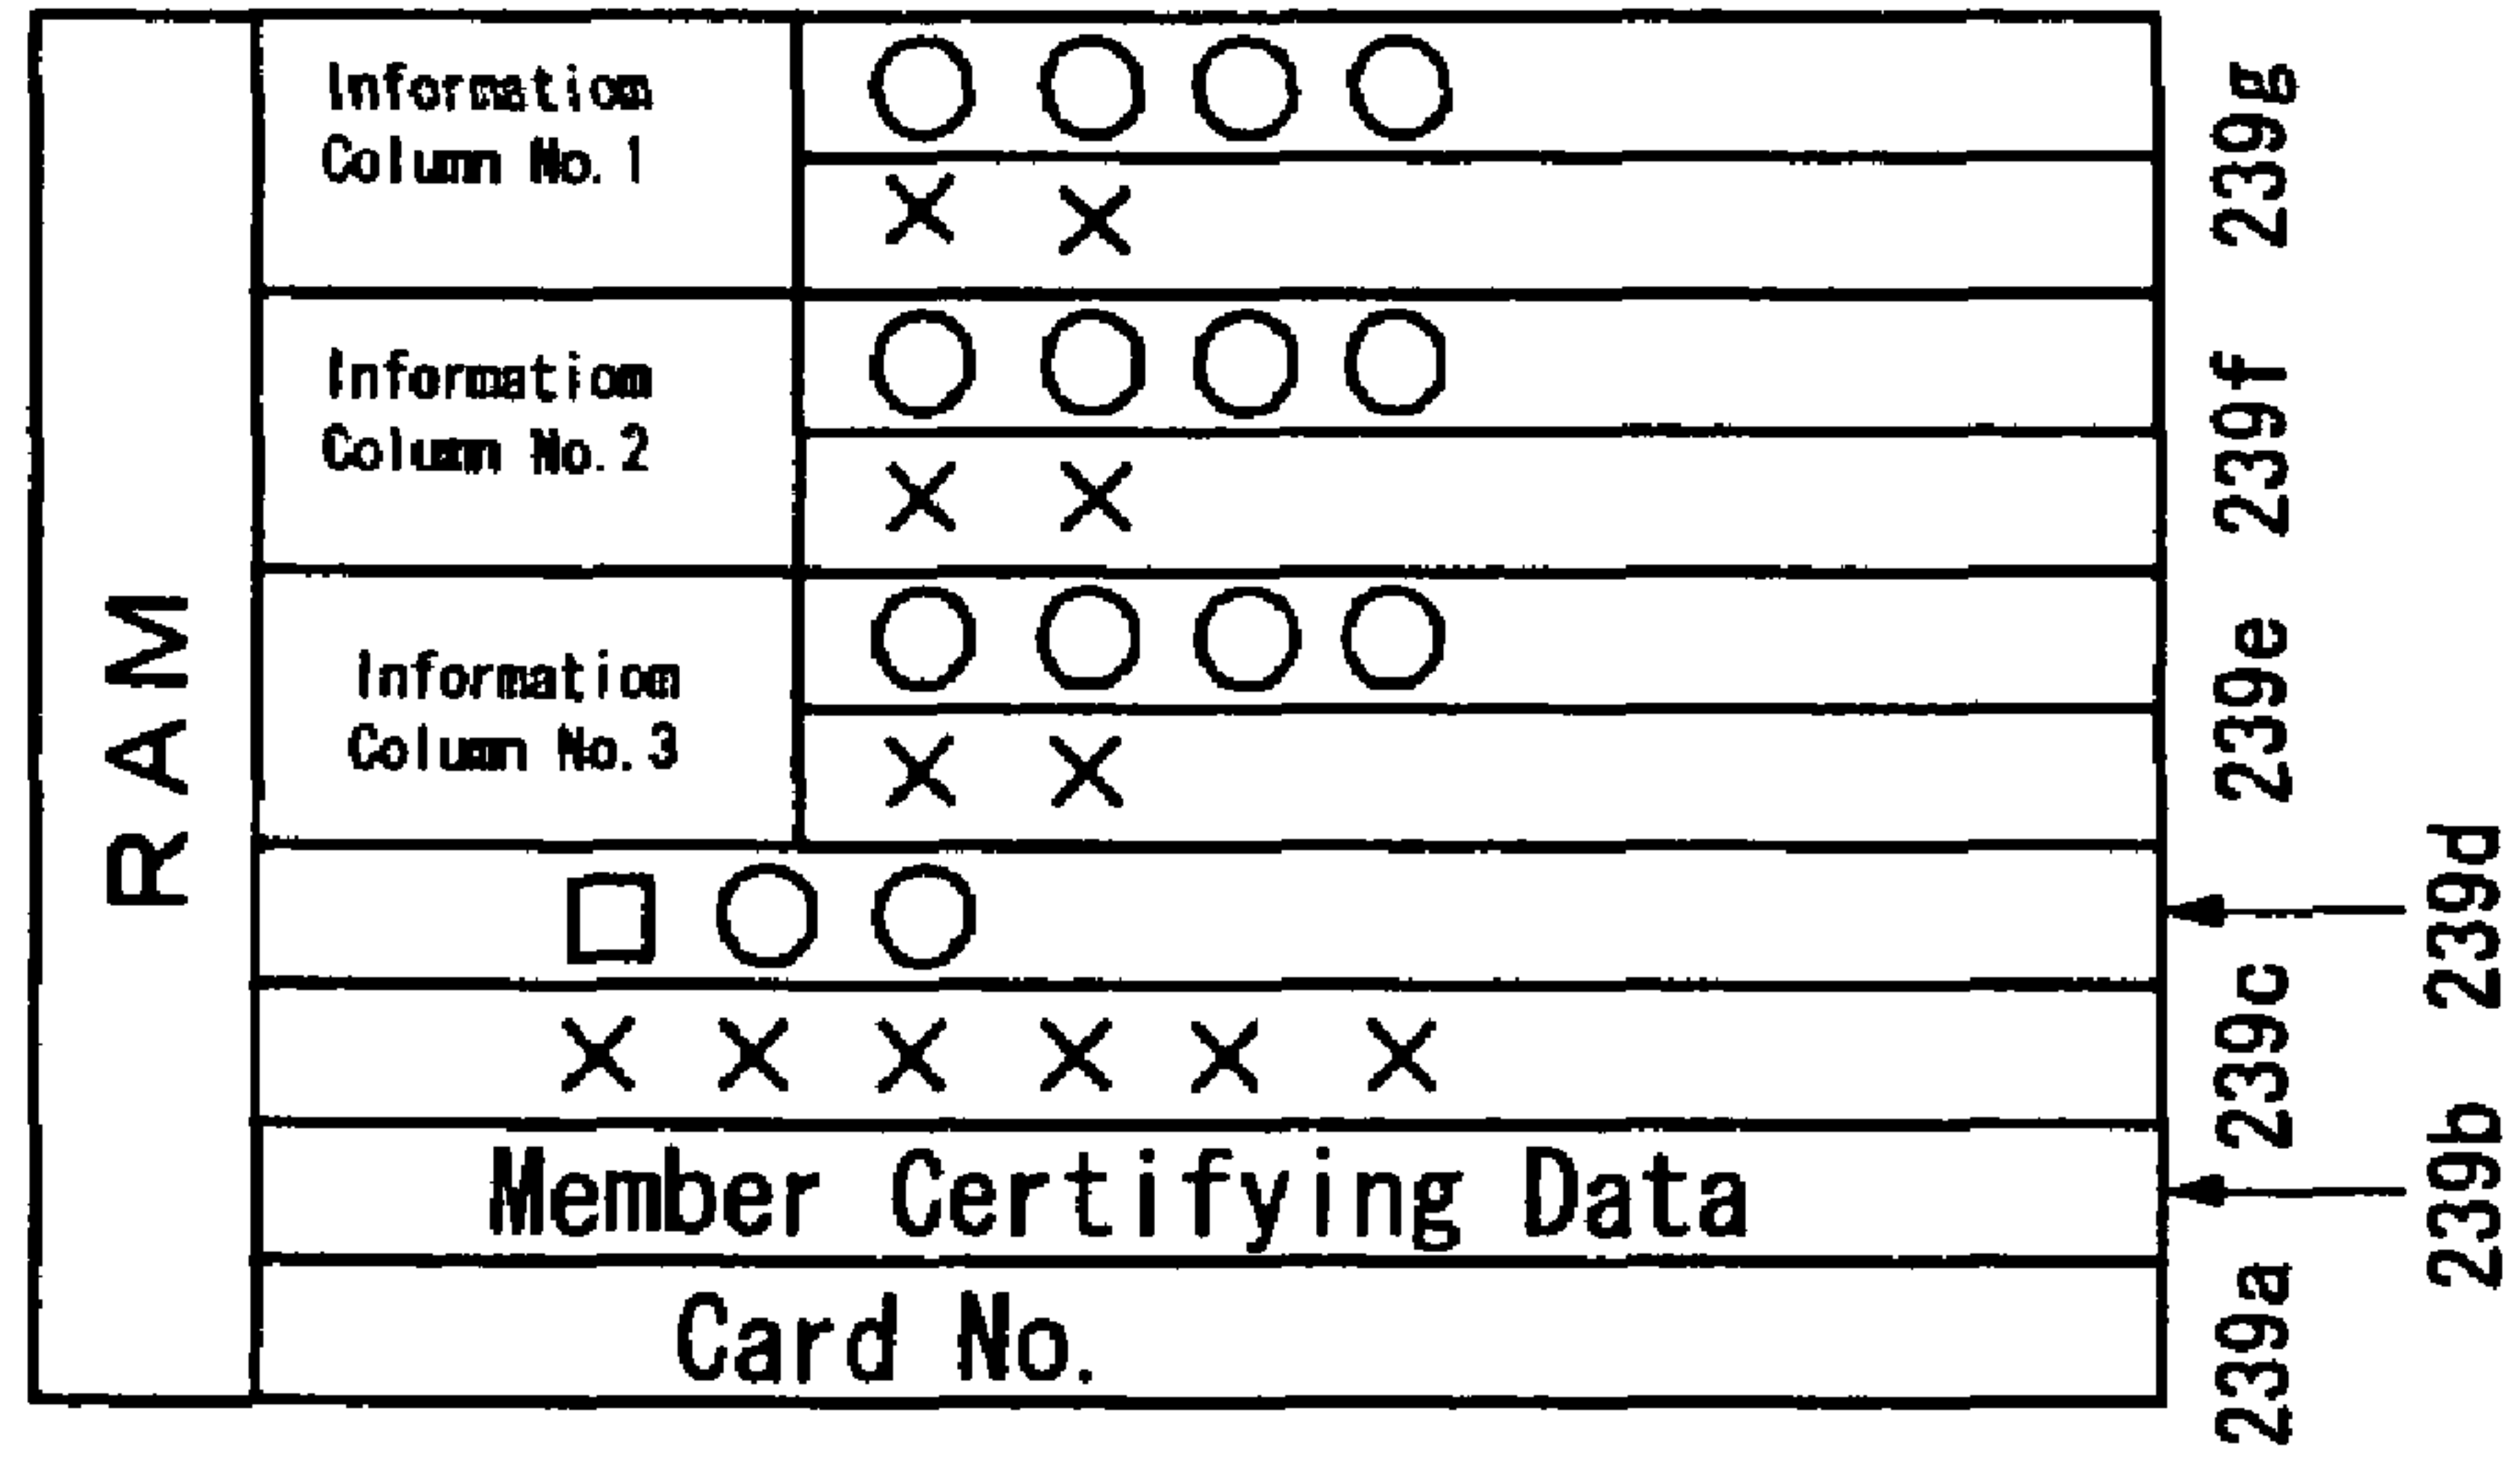 RAM
Information
Column No. 1
○ ○ ○ ○
× ×
239g
Information
Column No. 2
○ ○ ○ ○
× ×
239f
Information
Column No. 3
○ ○ ○ ○
× ×
239e
□ ○ ○
239d
× × × × × ×
239c
Member Certifying Data
239b
Card No.
239a